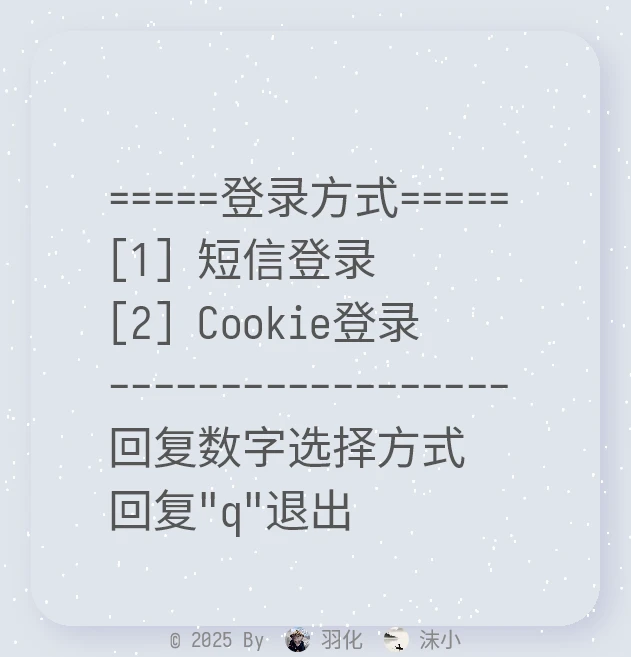 =====登录方式=====
[1] 短信登录
[2] Cookie登录
------------------
回复数字选择方式
回复"q"退出
© 2025 By 羽化 沫小